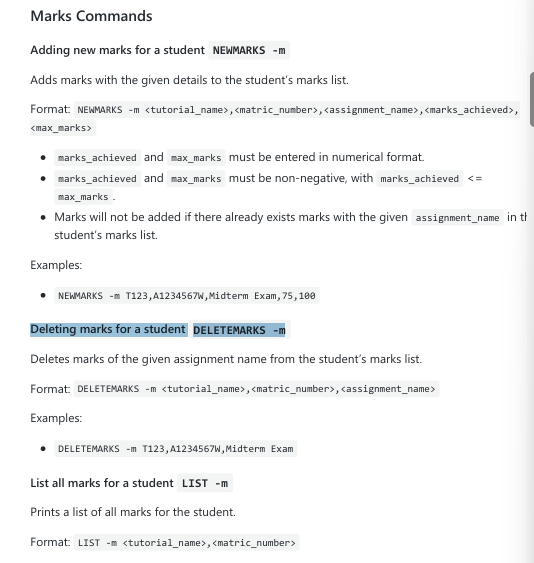 Marks Commands
Adding new marks for a student NEWMARKS -m
Adds marks with the given details to the student's marks list.
Format: NEWMARKS -m <tutorial_name>,<matric_number>,<assignment_name>,<marks_achieved>,
<max_marks>
• marks_achieved and max_marks must be entered in numerical format.
• marks_achieved and max_marks must be non-negative, with marks_achieved <=
max_marks .
• Marks will not be added if there already exists marks with the given assignment_name in
student's marks list.
Examples:
• NEWMARKS -m T123,A1234567W,Midterm Exam,75,100
Deleting marks for a student DELETEMARKS -m
Deletes marks of the given assignment name from the student's marks list.
Format: DELETEMARKS -m <tutorial_name>,<matric_number>,<assignment_name>
Examples:
• DELETEMARKS -m T123,A1234567W,Midterm Exam
List all marks for a student LIST -m
Prints a list of all marks for the student.
Format: LIST -m <tutorial_name>,<matric_number>